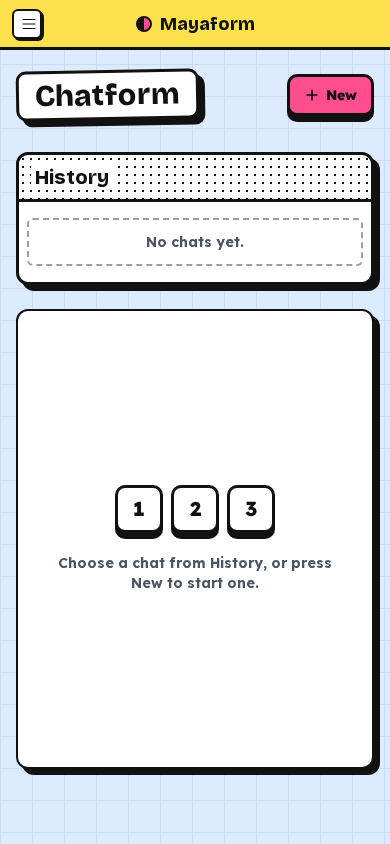 Mayaform
Chatform
New
History
No chats yet.
1 2 3
Choose a chat from History, or press
New to start one.